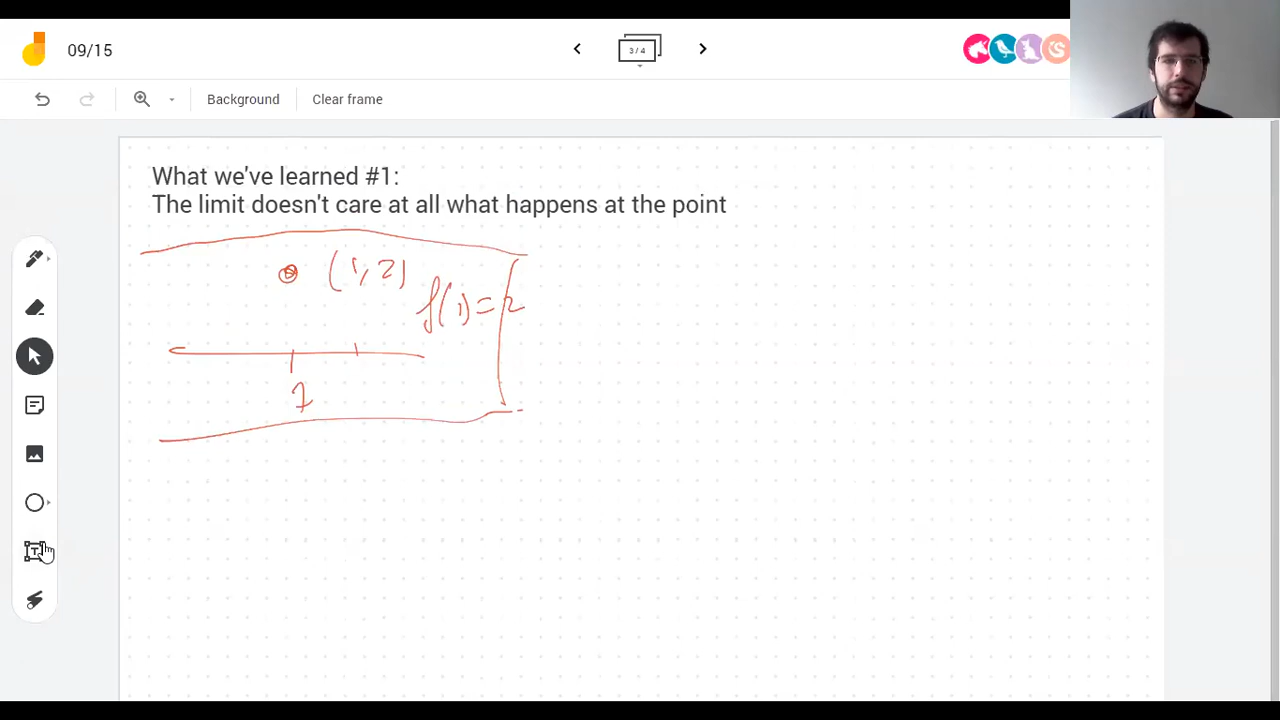 09/15
3 / 4
Background
Clear frame
What we've learned #1:
The limit doesn't care at all what happens at the point
(1, 2)
f(1) = 2
1